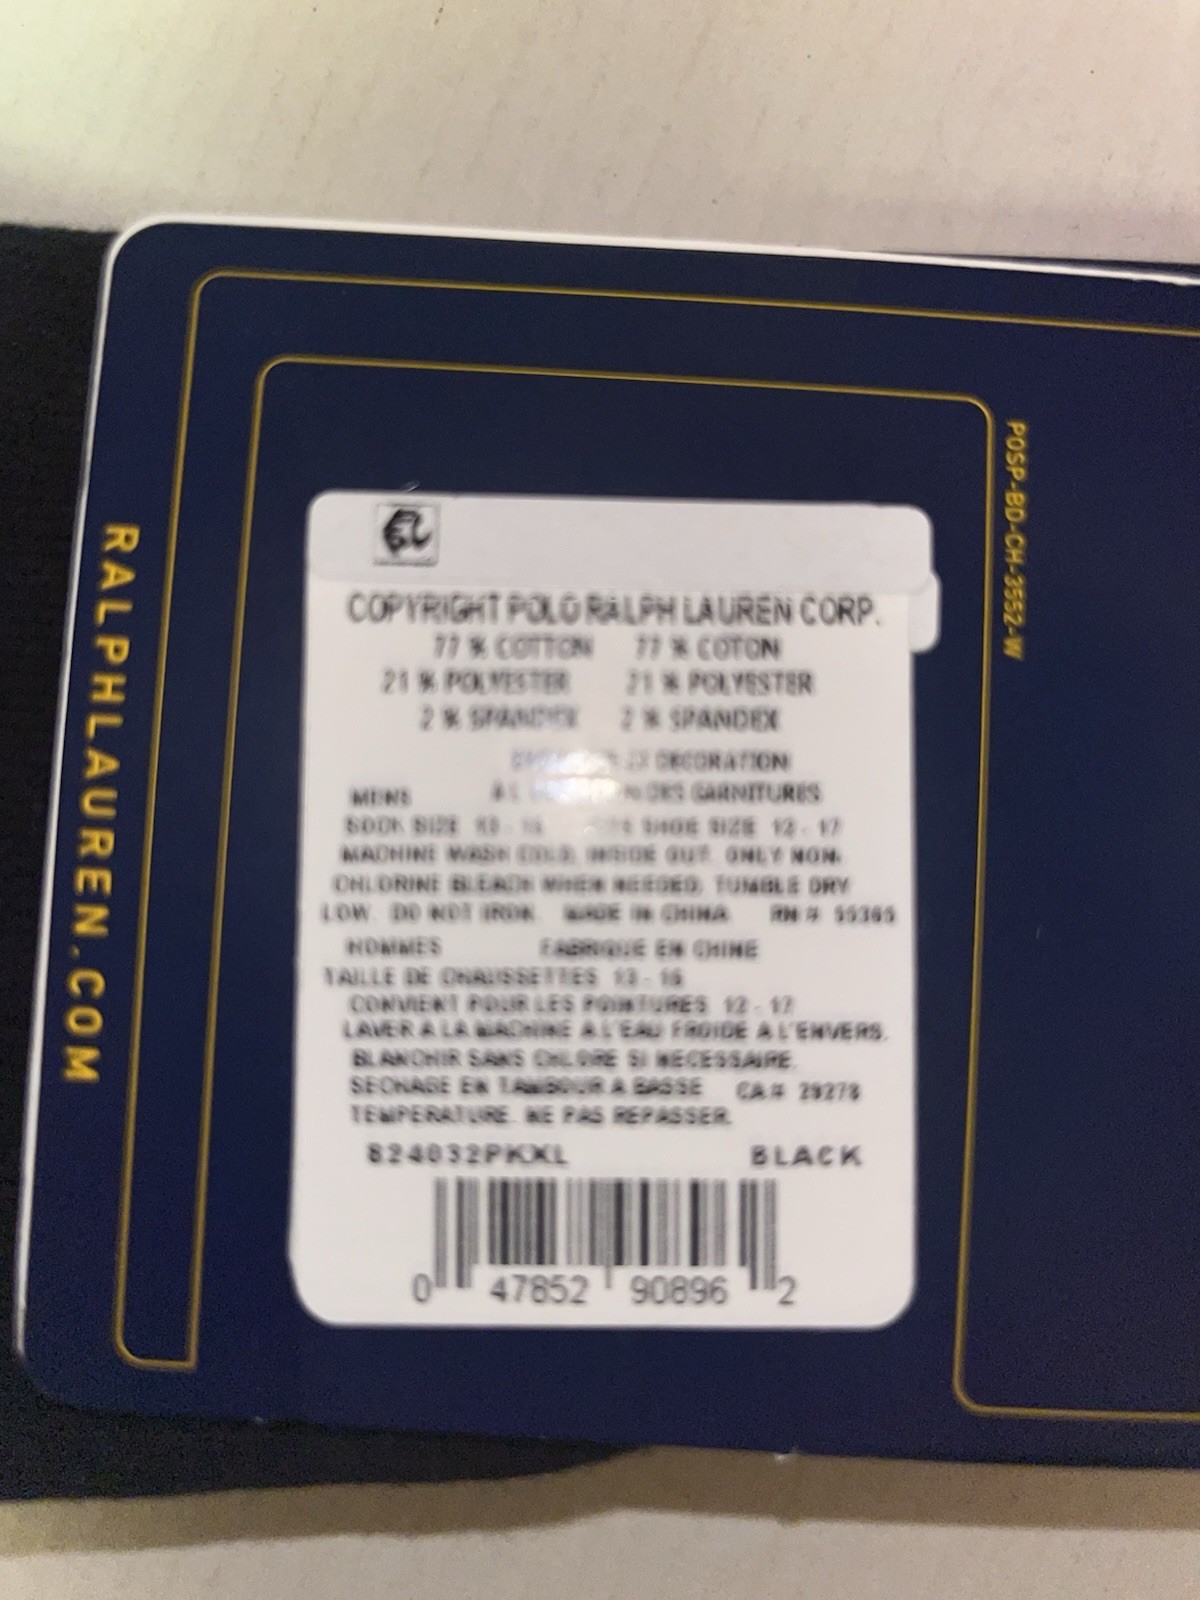 RALPHLAUREN.COM
POSP-BD-CH-3552-W
COPYRIGHT POLO RALPH LAUREN CORP.
77 % COTTON 77 % COTON
21 % POLYESTER 21 % POLYESTER
2 % SPANDEX 2 % SPANDEX
DECORATION
MENS DES GARNITURES
SOCK SIZE 13 - 16 SHOE SIZE 12 - 17
MACHINE WASH COLD, INSIDE OUT. ONLY NON-
CHLORINE BLEACH WHEN NEEDED. TUMBLE DRY
LOW. DO NOT IRON. MADE IN CHINA RN # 55365
HOMMES FABRIQUE EN CHINE
TAILLE DE CHAUSSETTES 13 - 16
CONVIENT POUR LES POINTURES 12 - 17
LAVER A LA MACHINE A L'EAU FROIDE A L'ENVERS.
BLANCHIR SANS CHLORE SI NECESSAIRE.
SECHAGE EN TAMBOUR A BASSE CA # 29278
TEMPERATURE. NE PAS REPASSER.
824032PKXL BLACK
0 47852 90896 2